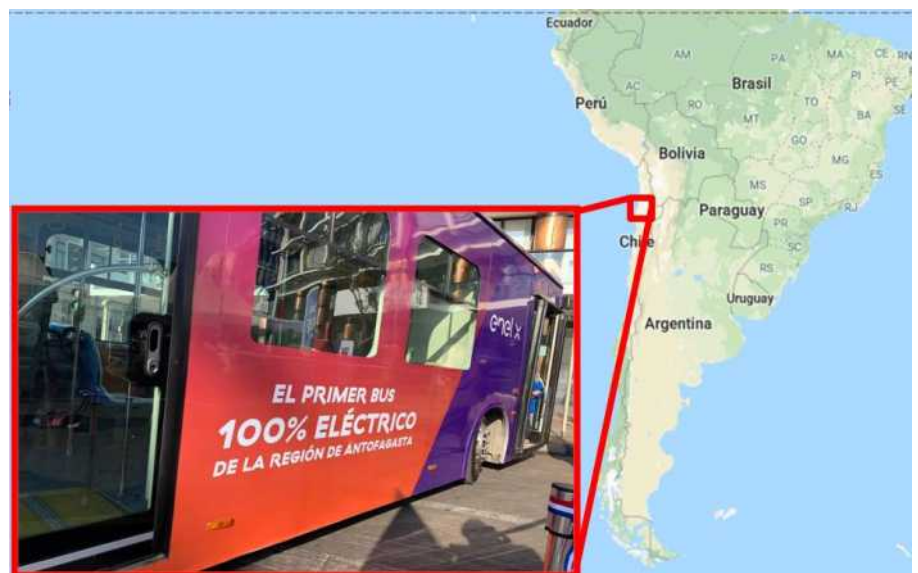 Ecuador
AM
PA
MA
CE
RN
Perú
AC
RO
Brasil
TO
PI
PE
SE
BA
MT
Bolivia
GO
MG
ES
MS
SP
RJ
Paraguay
PR
SC
Chile
RS
Uruguay
Argentina
enel x
EL PRIMER BUS
100% ELÉCTRICO
DE LA REGIÓN DE ANTOFAGASTA